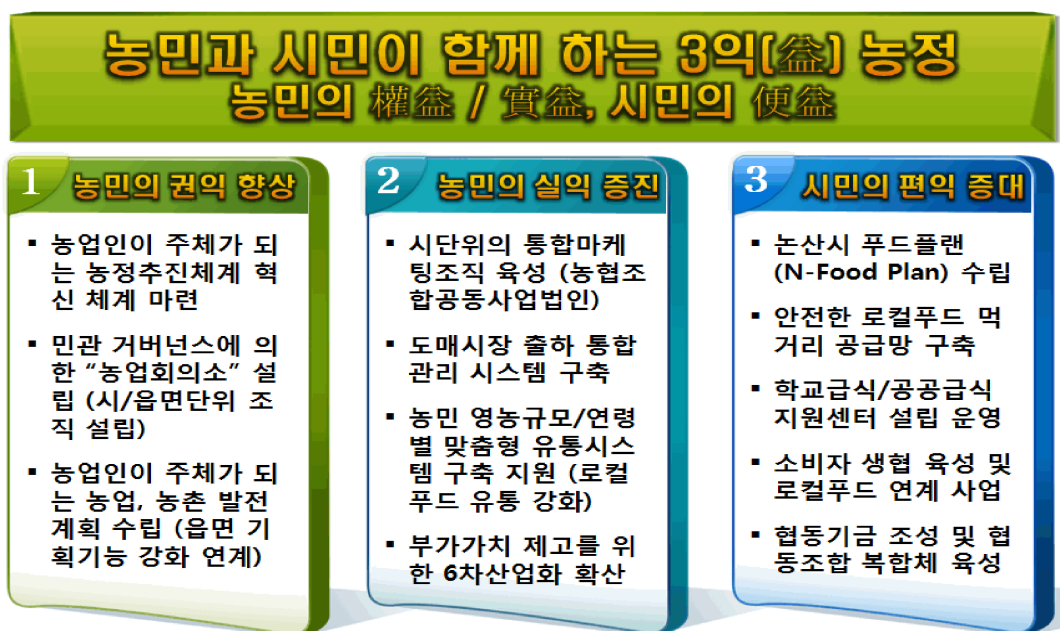 농민과 시민이 함께 하는 3익(益) 농정
농민의 權益 / 實益, 시민의 便益
1 농민의 권익 향상
▪ 농업인이 주체가 되
는 농정추진체계 혁
신 체계 마련
▪ 민관 거버넌스에 의
한 “농업회의소” 설
립 (시/읍면단위 조
직 설립)
▪ 농업인이 주체가 되
는 농업, 농촌 발전
계획 수립 (읍면 기
획기능 강화 연계)
2 농민의 실익 증진
▪ 시단위의 통합마케
팅조직 육성 (농협조
합공동사업법인)
▪ 도매시장 출하 통합
관리 시스템 구축
▪ 농민 영농규모/연령
별 맞춤형 유통시스
템 구축 지원 (로컬
푸드 유통 강화)
▪ 부가가치 제고를 위
한 6차산업화 확산
3 시민의 편익 증대
▪ 논산시 푸드플랜
(N-Food Plan) 수립
▪ 안전한 로컬푸드 먹
거리 공급망 구축
▪ 학교급식/공공급식
지원센터 설립 운영
▪ 소비자 생협 육성 및
로컬푸드 연계 사업
▪ 협동기금 조성 및 협
동조합 복합체 육성